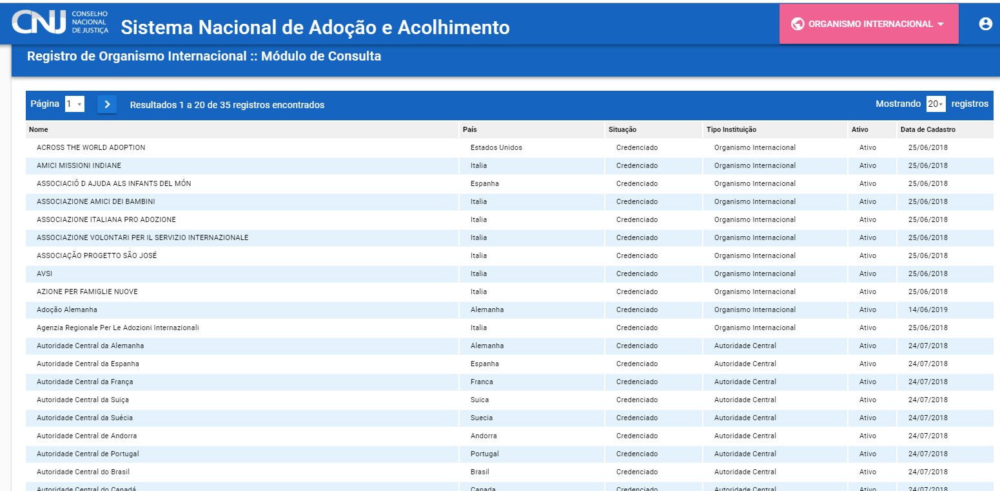 CNJ CONSELHO NACIONAL DE JUSTIÇA Sistema Nacional de Adoção e Acolhimento ORGANISMO INTERNACIONAL
Registro de Organismo Internacional :: Módulo de Consulta
Página 1 Resultados 1 a 20 de 35 registros encontrados Mostrando 20 registros
Nome País Situação Tipo Instituição Ativo Data de Cadastro
ACROSS THE WORLD ADOPTION Estados Unidos Credenciado Organismo Internacional Ativo 25/06/2018
AMICI MISSIONI INDIANE Italia Credenciado Organismo Internacional Ativo 25/06/2018
ASSOCIACIÓ D AJUDA ALS INFANTS DEL MÓN Espanha Credenciado Organismo Internacional Ativo 25/06/2018
ASSOCIAZIONE AMICI DEI BAMBINI Italia Credenciado Organismo Internacional Ativo 25/06/2018
ASSOCIAZIONE ITALIANA PRO ADOZIONE Italia Credenciado Organismo Internacional Ativo 25/06/2018
ASSOCIAZIONE VOLONTARI PER IL SERVIZIO INTERNAZIONALE Italia Credenciado Organismo Internacional Ativo 25/06/2018
ASSOCIAÇÃO PROGETTO SÃO JOSÉ Italia Credenciado Organismo Internacional Ativo 25/06/2018
AVSI Italia Credenciado Organismo Internacional Ativo 25/06/2018
AZIONE PER FAMIGLIE NUOVE Italia Credenciado Organismo Internacional Ativo 25/06/2018
Adoção Alemanha Alemanha Credenciado Organismo Internacional Ativo 14/06/2019
Agenzia Regionale Per Le Adozioni Internazionali Italia Credenciado Organismo Internacional Ativo 25/06/2018
Autoridade Central da Alemanha Alemanha Credenciado Autoridade Central Ativo 24/07/2018
Autoridade Central da Espanha Espanha Credenciado Autoridade Central Ativo 24/07/2018
Autoridade Central da França Franca Credenciado Autoridade Central Ativo 24/07/2018
Autoridade Central da Suiça Suica Credenciado Autoridade Central Ativo 24/07/2018
Autoridade Central da Suécia Suecia Credenciado Autoridade Central Ativo 24/07/2018
Autoridade Central de Andorra Andorra Credenciado Autoridade Central Ativo 24/07/2018
Autoridade Central de Portugal Portugal Credenciado Autoridade Central Ativo 24/07/2018
Autoridade Central do Brasil Brasil Credenciado Autoridade Central Ativo 24/07/2018
Autoridade Central do Canadá Canada Credenciado Autoridade Central Ativo 24/07/2018